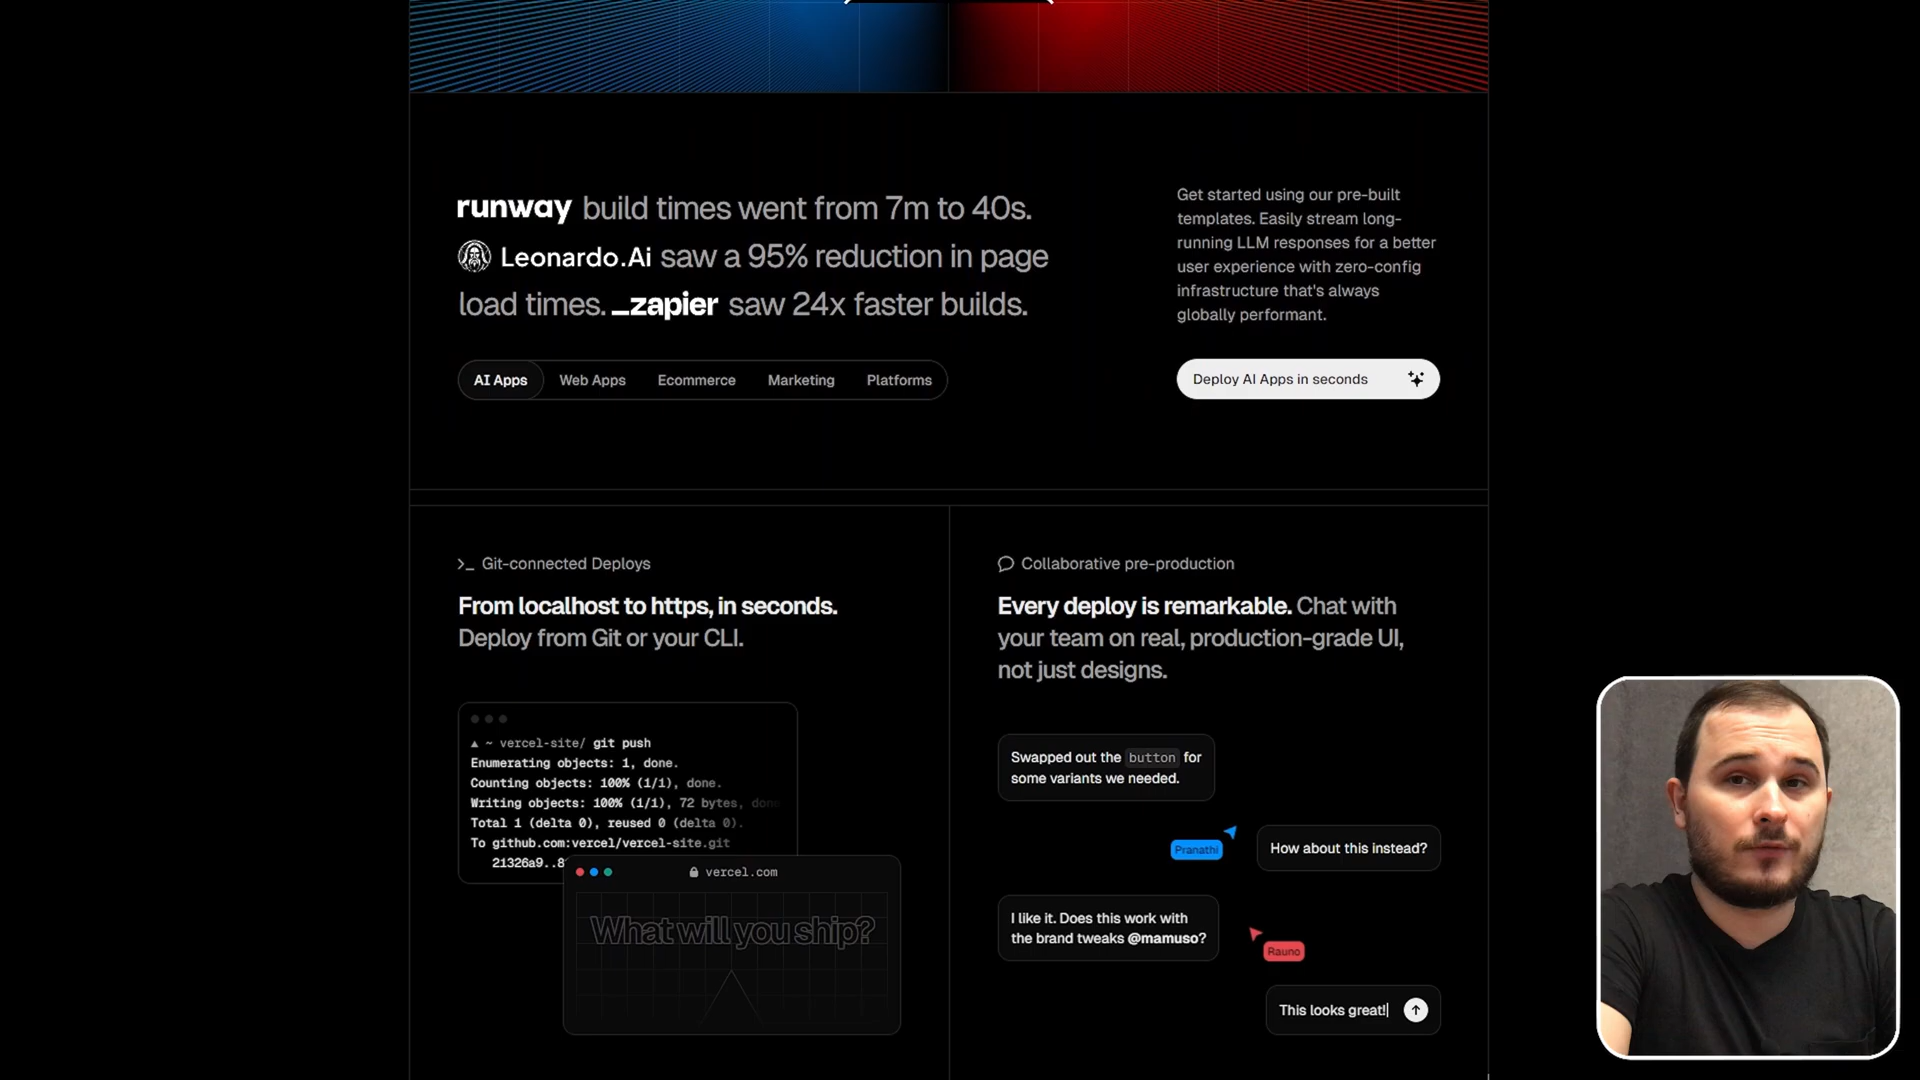 runway build times went from 7m to 40s.
Leonardo.Ai saw a 95% reduction in page
load times. zapier saw 24x faster builds.
Get started using our pre-built
templates. Easily stream long-
running LLM responses for a better
user experience with zero-config
infrastructure that's always
globally performant.
AI Apps Web Apps Ecommerce Marketing Platforms
Deploy AI Apps in seconds
Git-connected Deploys
From localhost to https, in seconds.
Deploy from Git or your CLI.
▲ ~ vercel-site/ git push
Enumerating objects: 1, done.
Counting objects: 100% (1/1), done.
Writing objects: 100% (1/1), 72 bytes, done
Total 1 (delta 0), reused 0 (delta 0).
To github.com:vercel/vercel-site.git
21326a9..8
vercel.com
What will you ship?
Collaborative pre-production
Every deploy is remarkable. Chat with
your team on real, production-grade UI,
not just designs.
Swapped out the button for
some variants we needed.
Pranathi
How about this instead?
I like it. Does this work with
the brand tweaks @mamuso?
Rauno
This looks great!